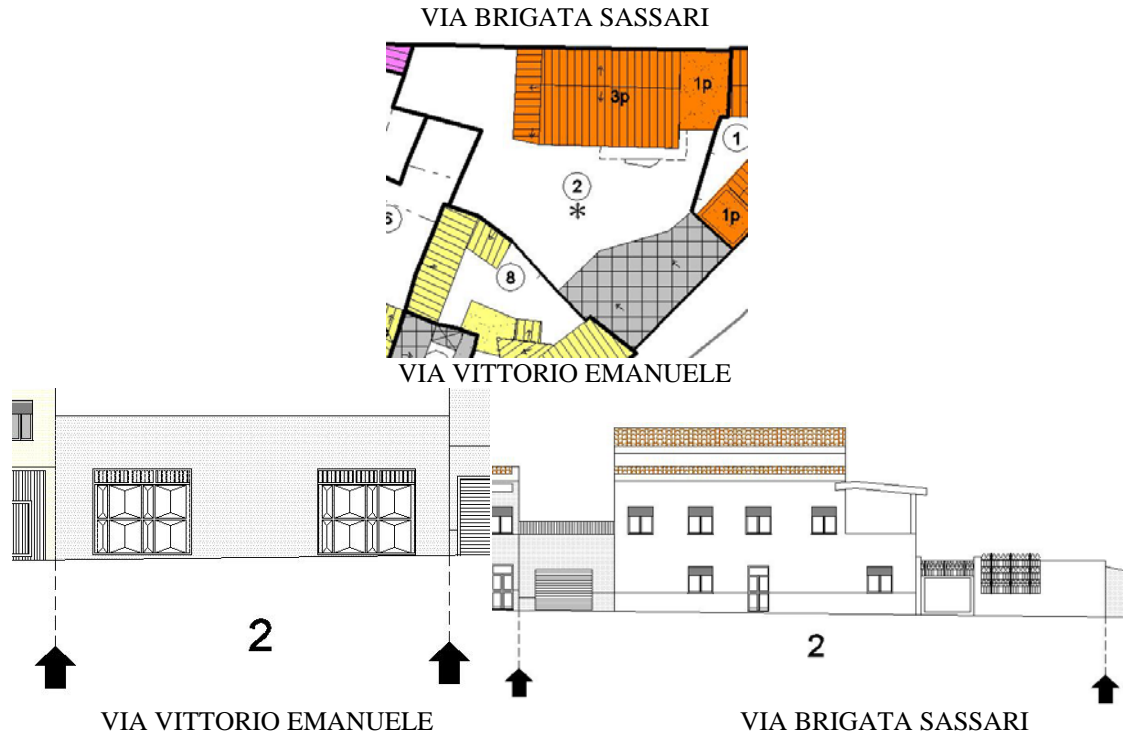 VIA BRIGATA SASSARI
3p
1p
1
2
*
1p
8
VIA VITTORIO EMANUELE
2
2
VIA VITTORIO EMANUELE
VIA BRIGATA SASSARI